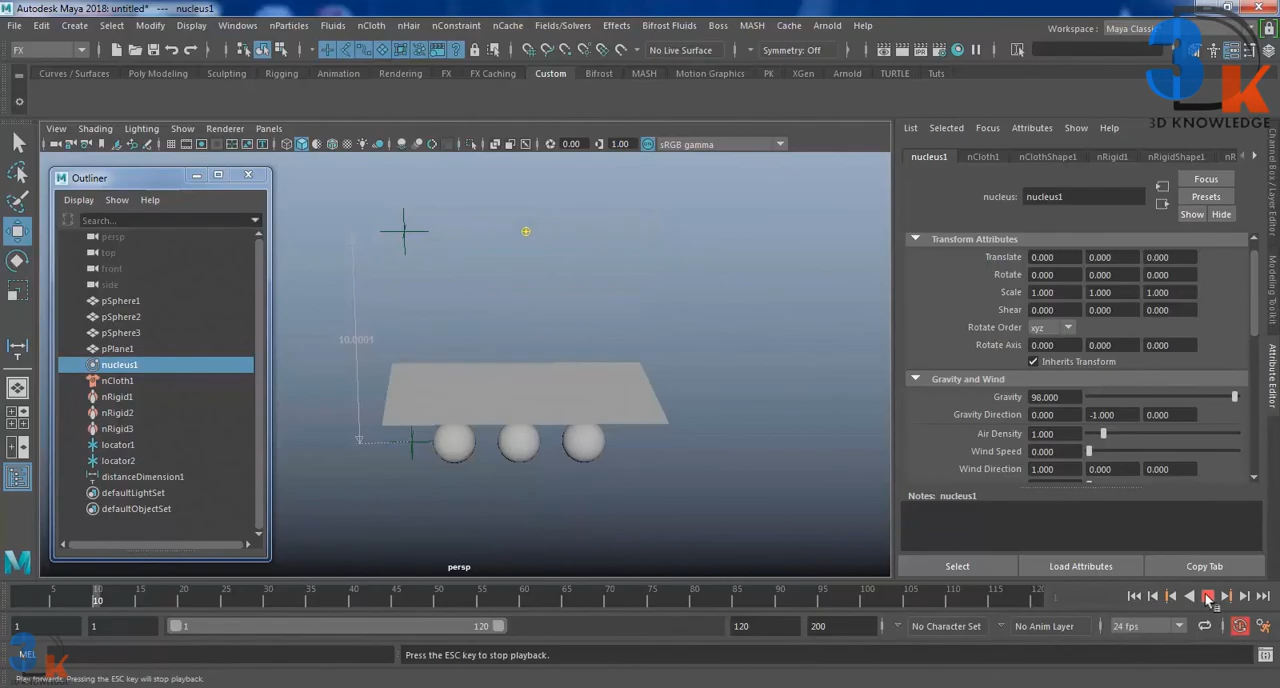 Autodesk Maya 2018: untitled* --- nucleus1
File Edit Create Select Modify Display Windows nParticles Fluids nCloth nHair nConstraint nCache Fields/Solvers Effects Bifrost Fluids Boss MASH Cache Arnold Help
Workspace: Maya Classic
FX No Live Surface Symmetry: Off
Curves / Surfaces Poly Modeling Sculpting Rigging Animation Rendering FX FX Caching Custom Bifrost MASH Motion Graphics PK XGen Arnold TURTLE Tuts
3D KNOWLEDGE
View Shading Lighting Show Renderer Panels
0.00 1.00 sRGB gamma
Outliner
Display Show Help
Search...
persp
top
front
side
pSphere1
pSphere2
pSphere3
pPlane1
nucleus1
nCloth1
nRigid1
nRigid2
nRigid3
locator1
locator2
distanceDimension1
defaultLightSet
defaultObjectSet
10.0001
persp
List Selected Focus Attributes Show Help
nucleus1 nCloth1 nClothShape1 nRigid1 nRigidShape1 nR
Focus
nucleus: nucleus1 Presets
Show Hide
Transform Attributes
Translate 0.000 0.000 0.000
Rotate 0.000 0.000 0.000
Scale 1.000 1.000 1.000
Shear 0.000 0.000 0.000
Rotate Order xyz
Rotate Axis 0.000 0.000 0.000
Inherits Transform
Gravity and Wind
Gravity 98.000
Gravity Direction 0.000 -1.000 0.000
Air Density 1.000
Wind Speed 0.000
Wind Direction 1.000 0.000 0.000
Notes: nucleus1
Select Load Attributes Copy Tab
Channel Box / Layer Editor
Modeling Toolkit
Attribute Editor
5 10 15 20 25 30 35 40 45 50 55 60 65 70 75 80 85 90 95 100 105 110 115 120
10
1
1 1 1 120 120 200 No Character Set No Anim Layer 24 fps
MEL Press the ESC key to stop playback.
Play forwards. Pressing the ESC key will stop playback.